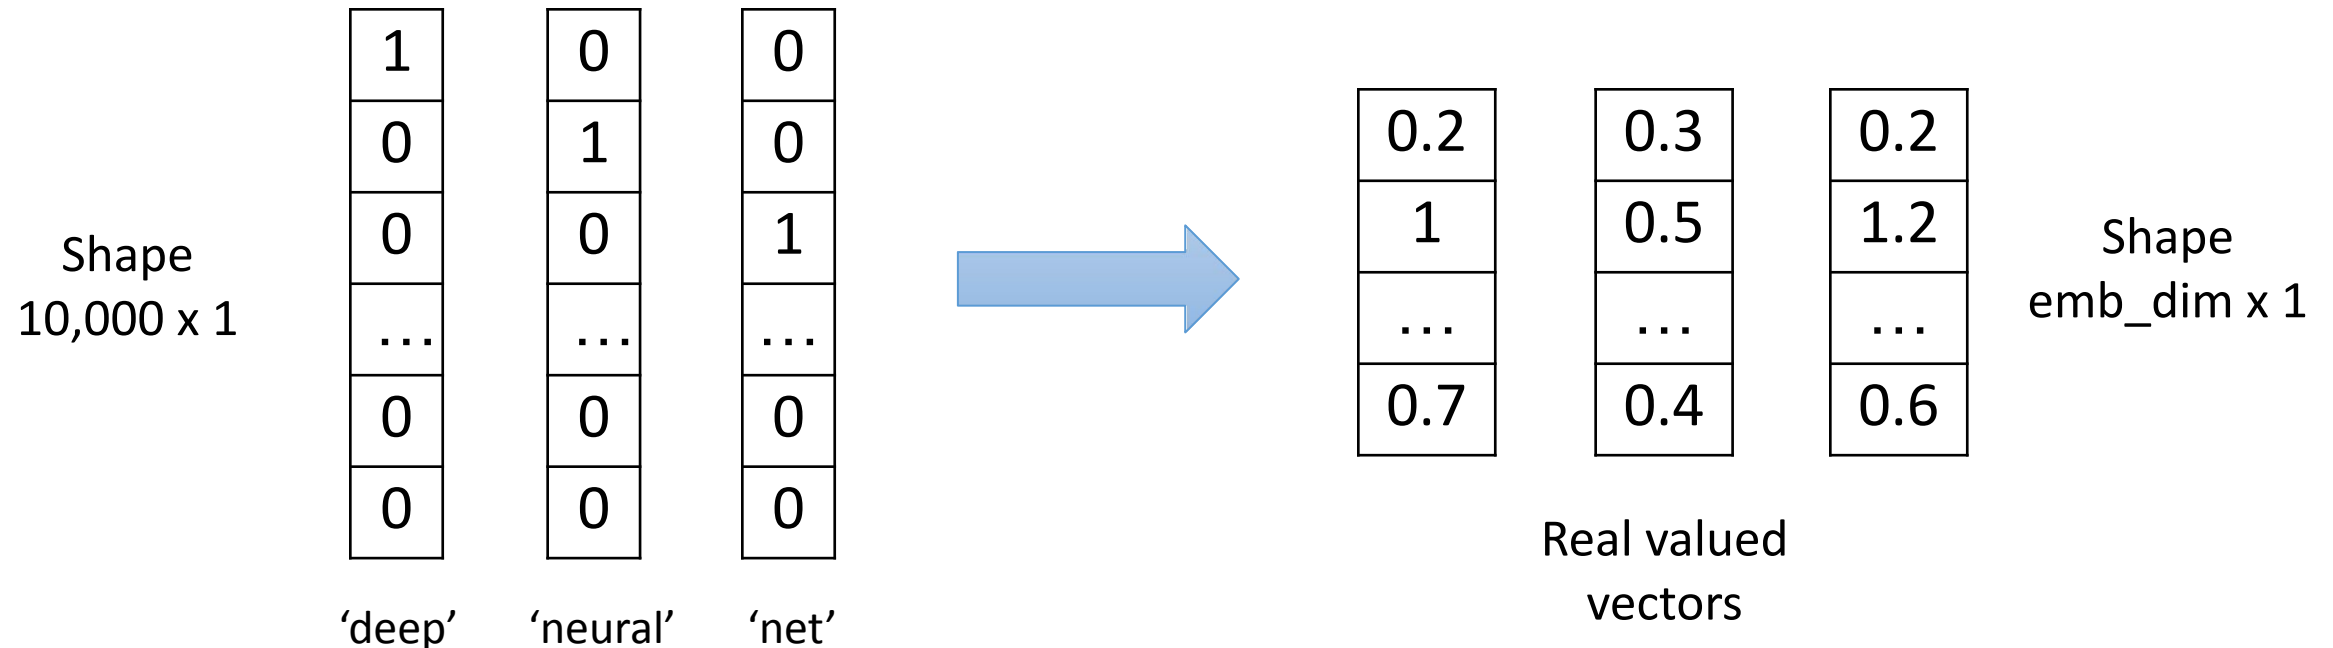 1 0 0
0 1 0 0.2 0.3 0.2
0 0 1 1 0.5 1.2
Shape
10,000 x 1
… … … … … …
Shape
emb_dim x 1
0 0 0 0.7 0.4 0.6
0 0 0
Real valued
vectors
‘deep’ ‘neural’ ‘net’